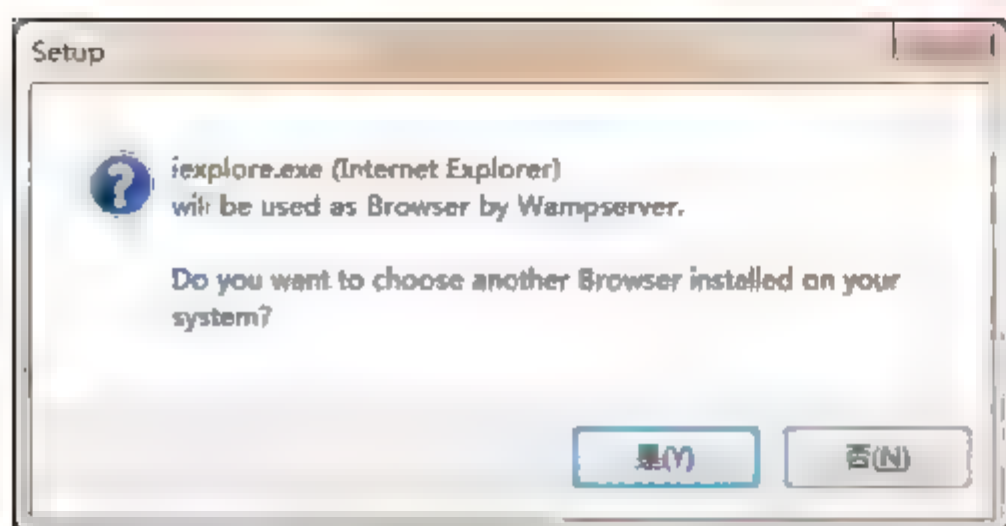 Setup
iexplore.exe (Internet Explorer)
will be used as Browser by Wampserver.
Do you want to choose another Browser installed on your
system?
是(Y)
否(N)